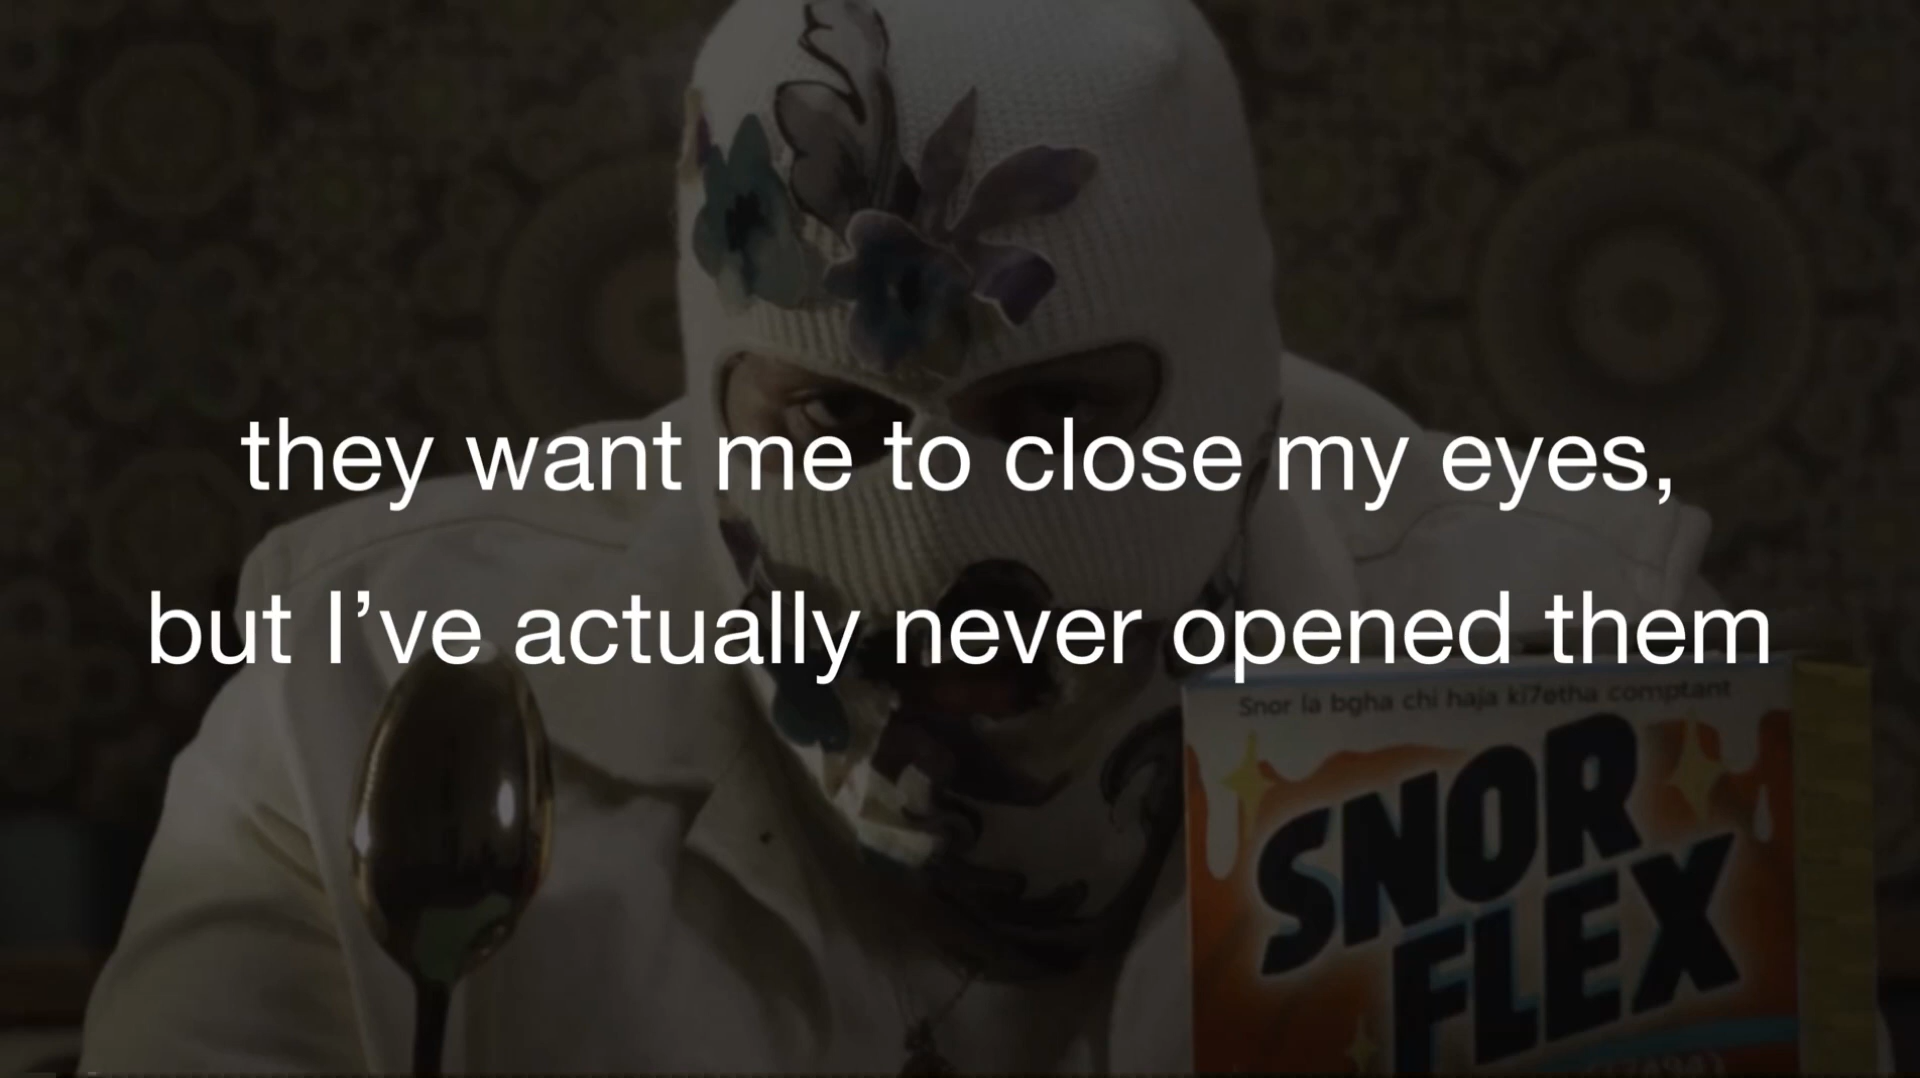 they want me to close my eyes,
but I’ve actually never opened them
Snor la bgha chi haja ki7etha comptant
SNOR
FLEX